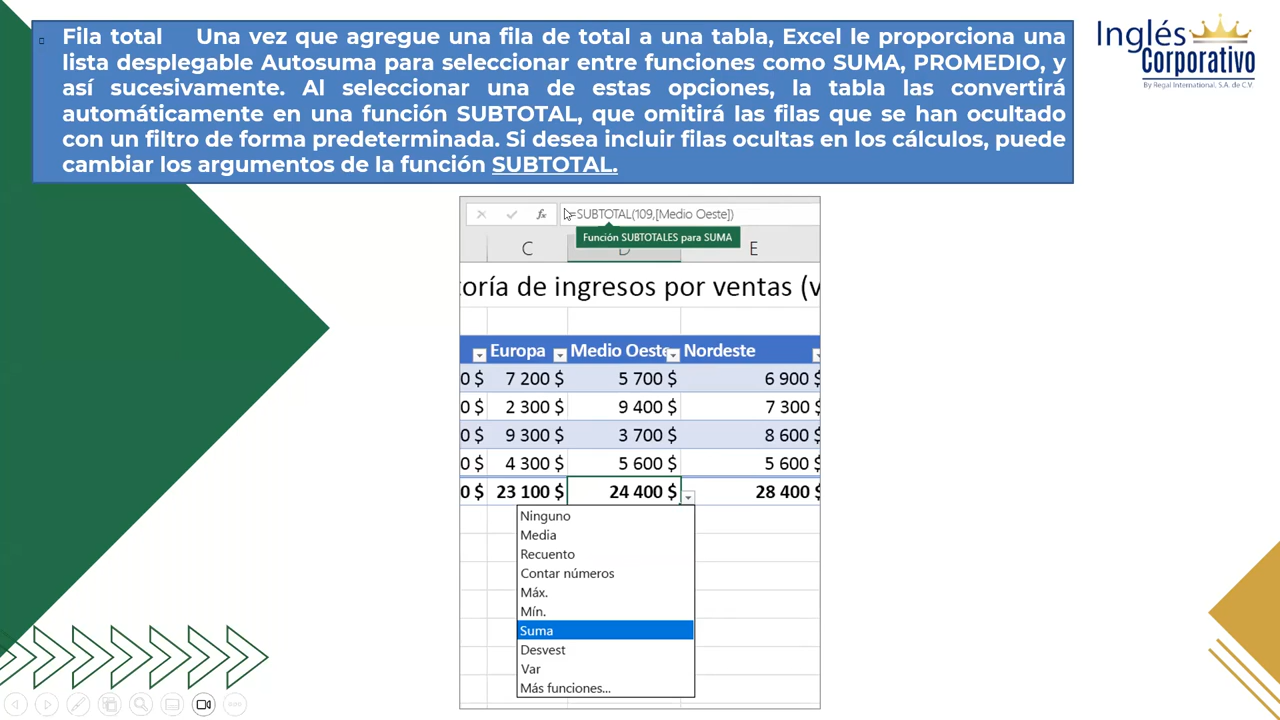 Fila total Una vez que agregue una fila de total a una tabla, Excel le proporciona una
lista desplegable Autosuma para seleccionar entre funciones como SUMA, PROMEDIO, y
así sucesivamente. Al seleccionar una de estas opciones, la tabla las convertirá
automáticamente en una función SUBTOTAL, que omitirá las filas que se han ocultado
con un filtro de forma predeterminada. Si desea incluir filas ocultas en los cálculos, puede
cambiar los argumentos de la función SUBTOTAL.
Inglés
Corporativo
By Regal International, S.A. de C.V.
fx =SUBTOTAL(109,[Medio Oeste])
Función SUBTOTALES para SUMA
C D E
oría de ingresos por ventas (v
Europa Medio Oeste Nordeste
0 $ 7 200 $ 5 700 $ 6 900 $
0 $ 2 300 $ 9 400 $ 7 300 $
0 $ 9 300 $ 3 700 $ 8 600 $
0 $ 4 300 $ 5 600 $ 5 600 $
0 $ 23 100 $ 24 400 $ 28 400 $
Ninguno
Media
Recuento
Contar números
Máx.
Mín.
Suma
Desvest
Var
Más funciones...